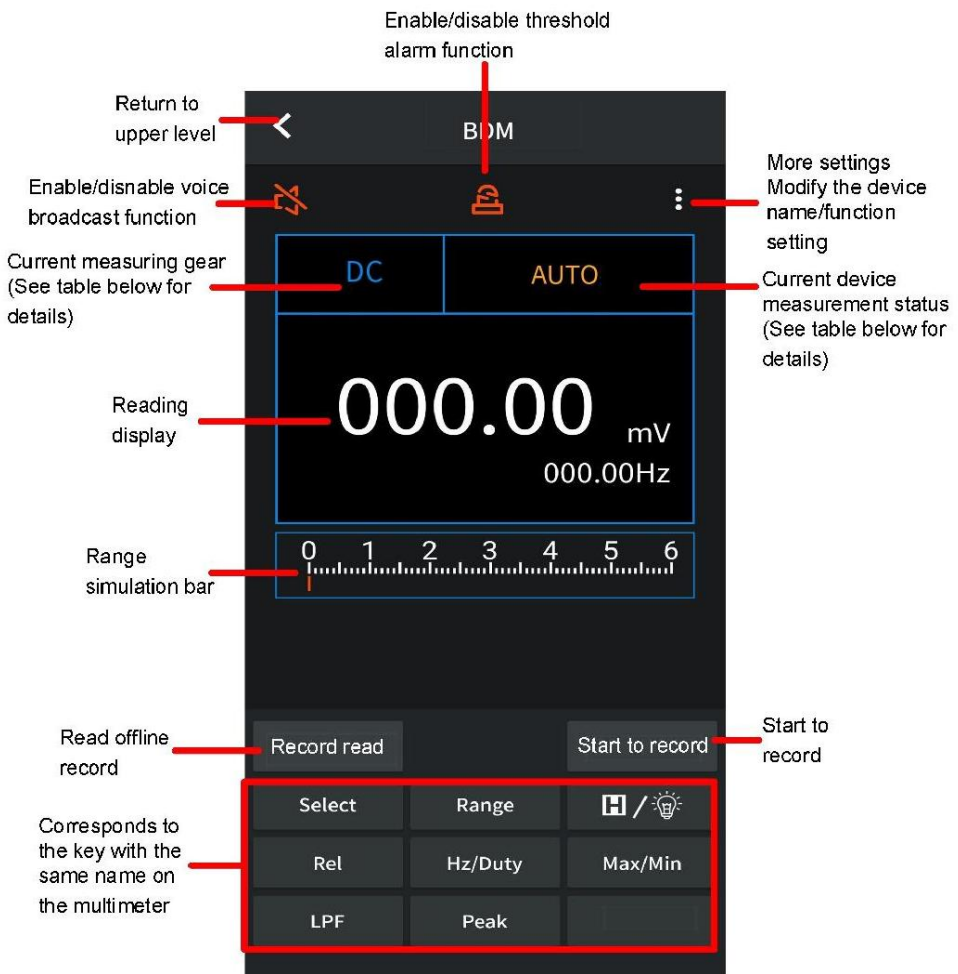 Enable/disable threshold
alarm function
Return to
upper level
BDM
Enable/disnable voice
broadcast function
More settings
Modify the device
name/function
setting
Current measuring gear
(See table below for
details)
DC
AUTO
Current device
measurement status
(See table below for
details)
Reading
display
000.00 mV
000.00Hz
Range
simulation bar
0 1 2 3 4 5 6
Read offline
record
Record read
Start to record
Start to
record
Corresponds to
the key with the
same name on
the multimeter
Select Range H /
Rel Hz/Duty Max/Min
LPF Peak